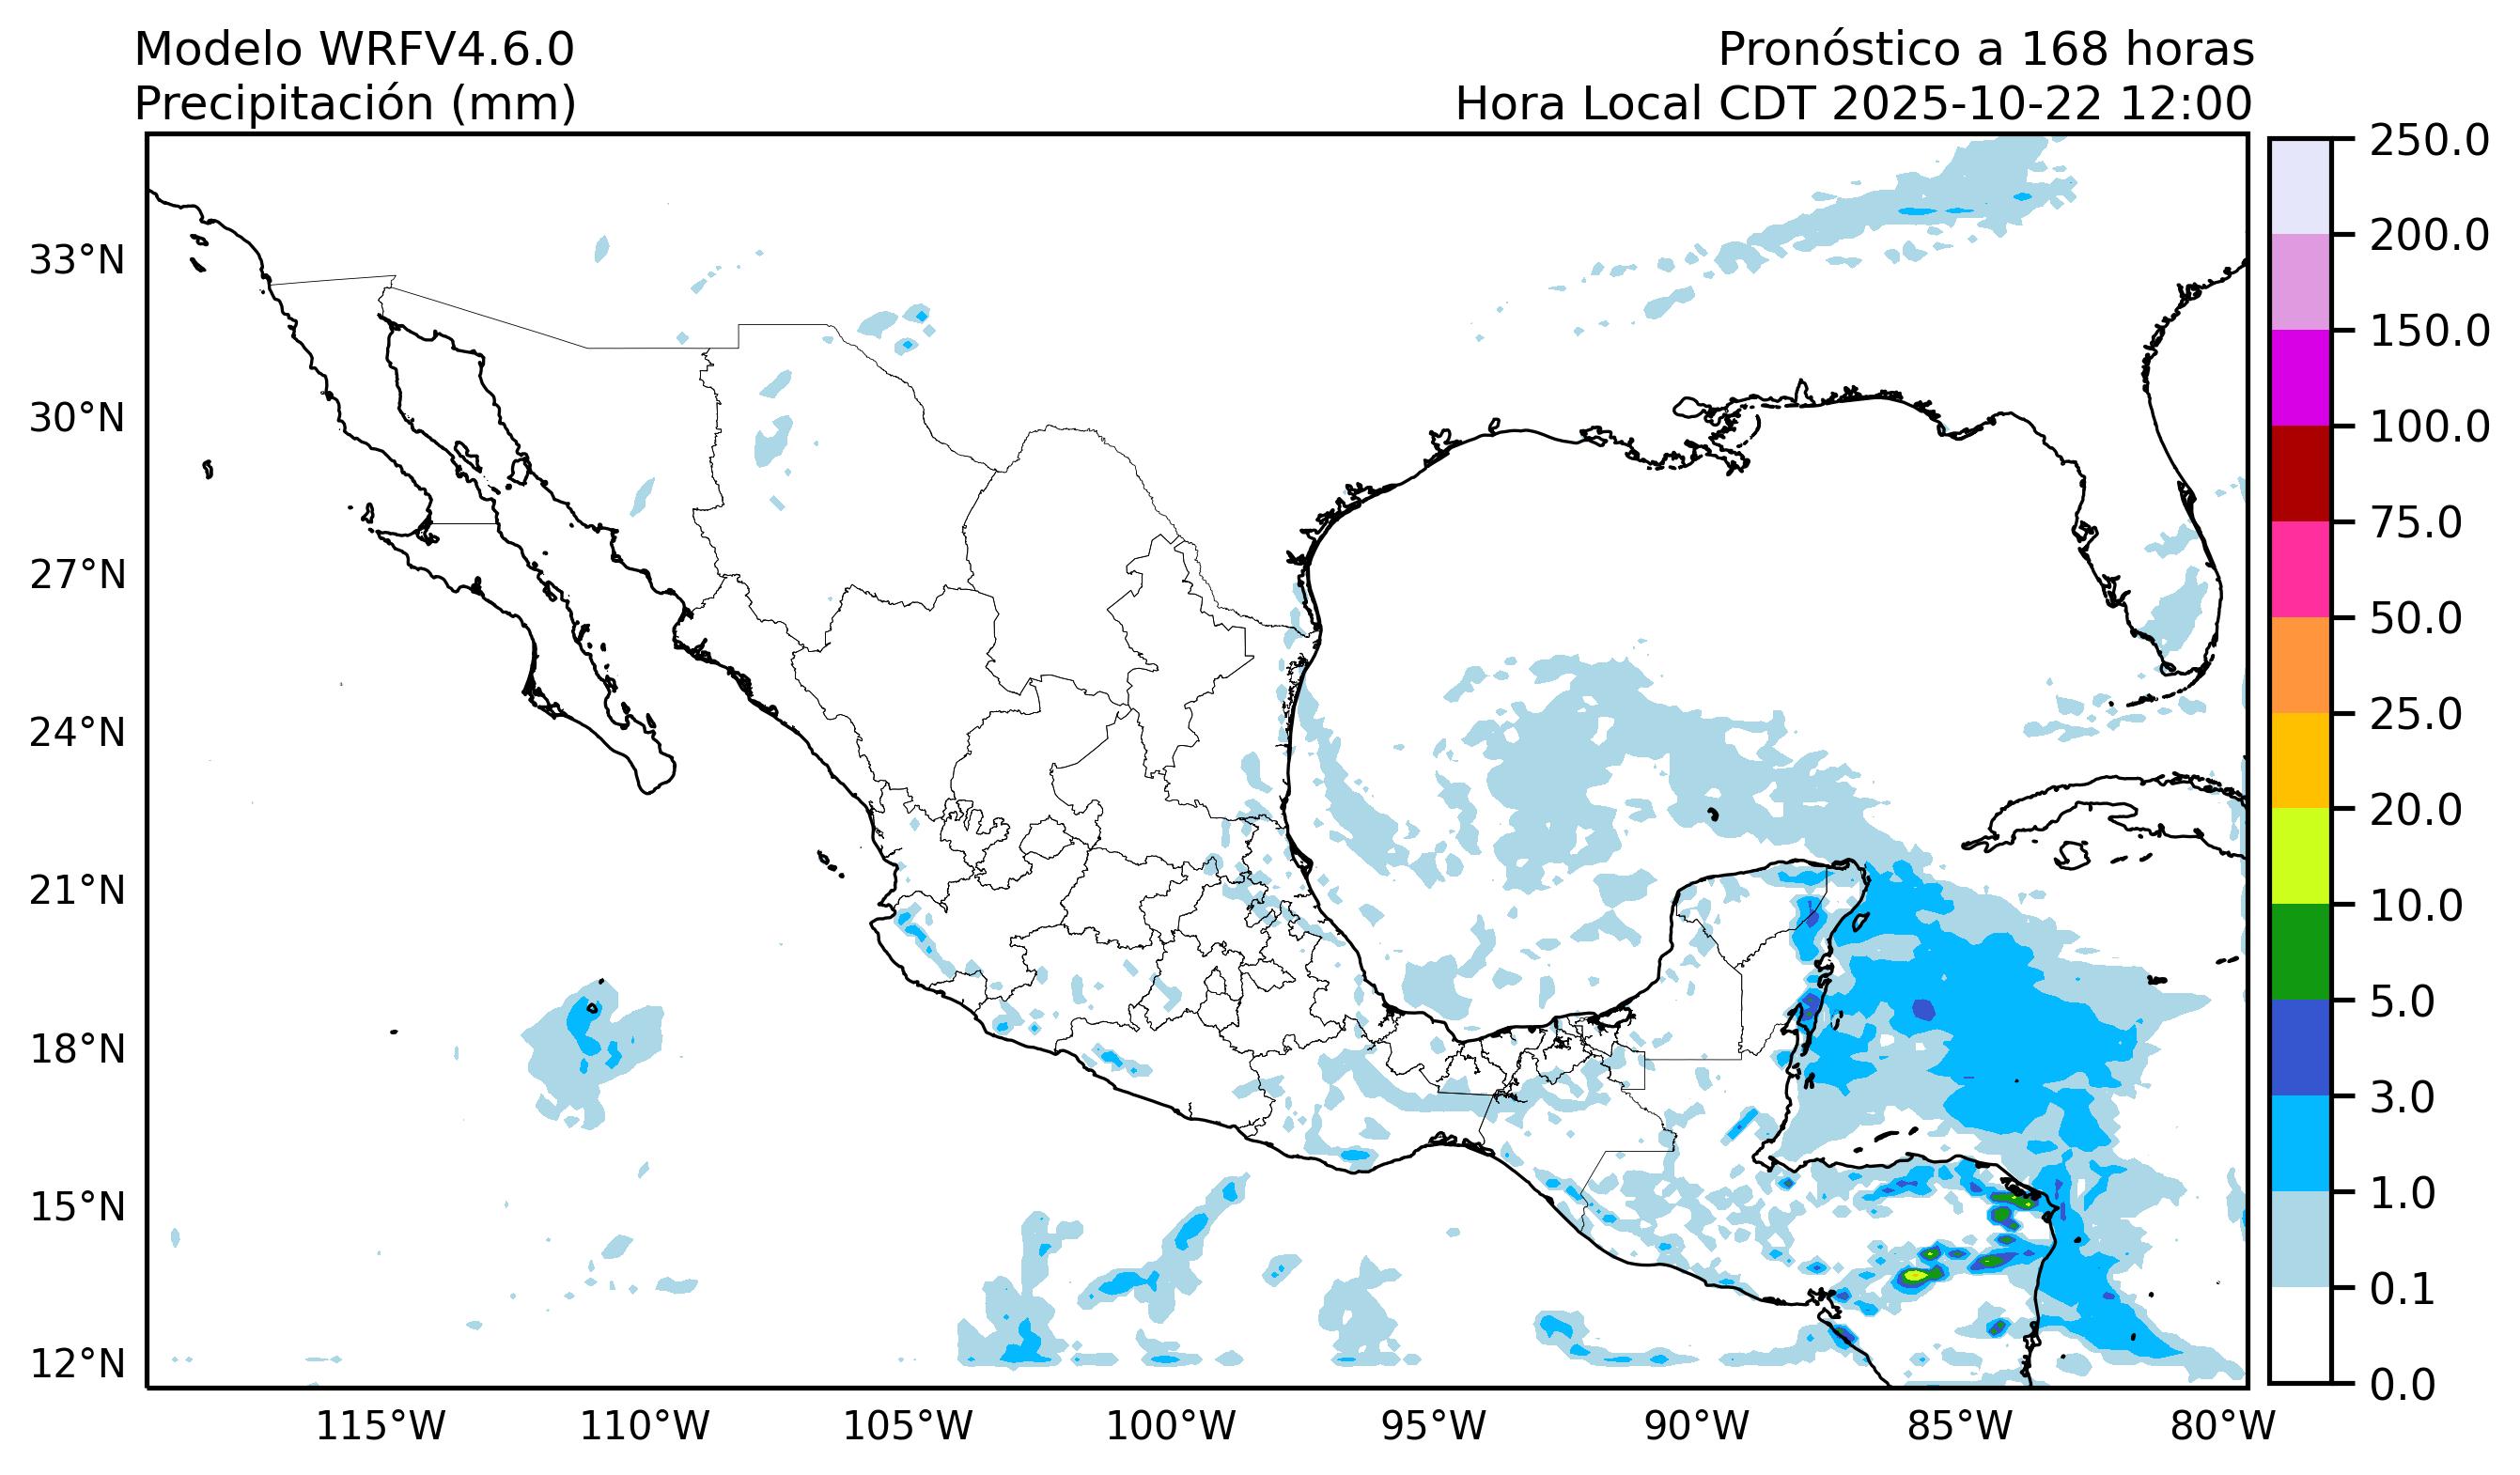 Modelo WRFV4.6.0
Precipitación (mm)
Pronóstico a 168 horas
Hora Local CDT 2025-10-22 12:00
33°N
30°N
27°N
24°N
21°N
18°N
15°N
12°N
115°W
110°W
105°W
100°W
95°W
90°W
85°W
80°W
250.0
200.0
150.0
100.0
75.0
50.0
25.0
20.0
10.0
5.0
3.0
1.0
0.1
0.0